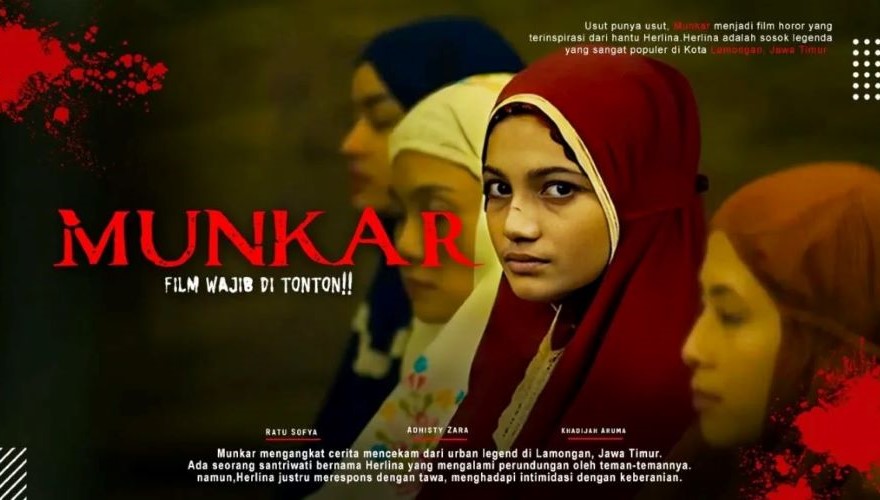 Usut punya usut, Munkar menjadi film horor yang
terinspirasi dari hantu Herlina.Herlina adalah sosok legenda
yang sangat populer di Kota Lamongan, Jawa Timur.
MUNKAR
FILM WAJIB DI TONTON!!
RATU SOFYA
ADHISTY ZARA
KHADIJAH ARUMA
Munkar mengangkat cerita mencekam dari urban legend di Lamongan, Jawa Timur.
Ada seorang santriwati bernama Herlina yang mengalami perundungan oleh teman-temannya.
namun,Herlina justru merespons dengan tawa, menghadapi intimidasi dengan keberanian.